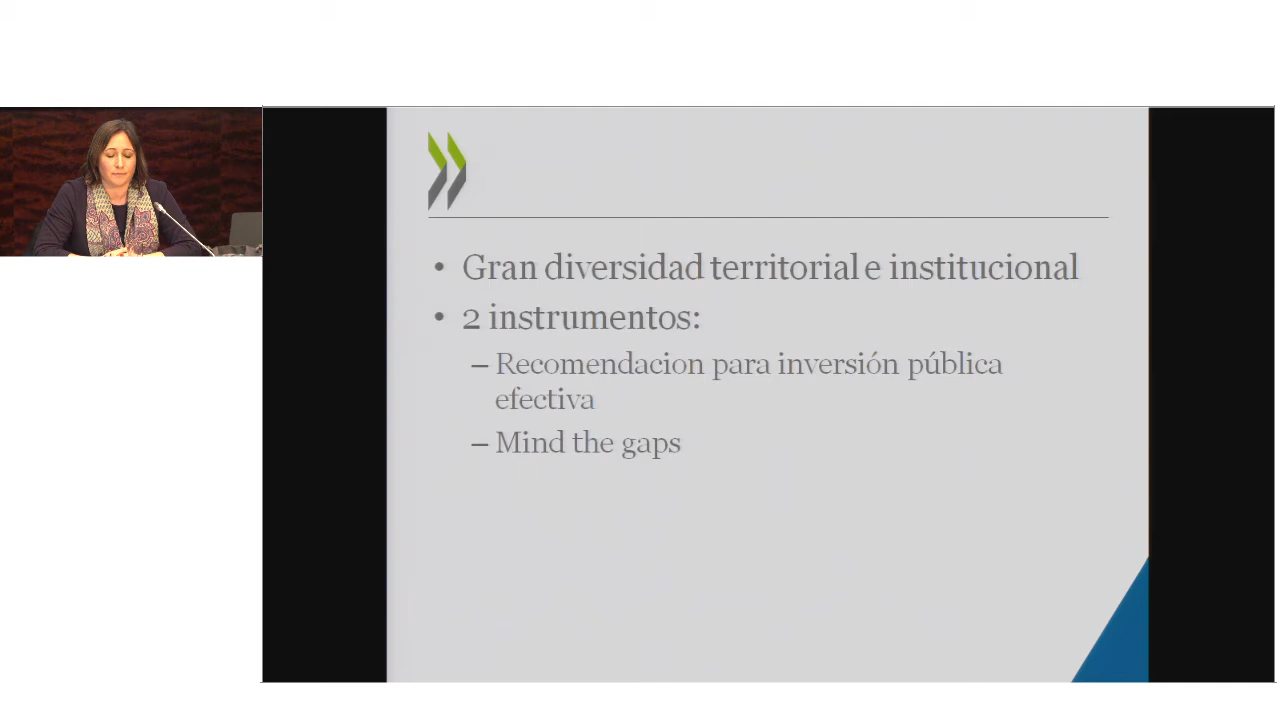 • Gran diversidad territorial e institucional
• 2 instrumentos:
– Recomendacion para inversión pública
efectiva
– Mind the gaps